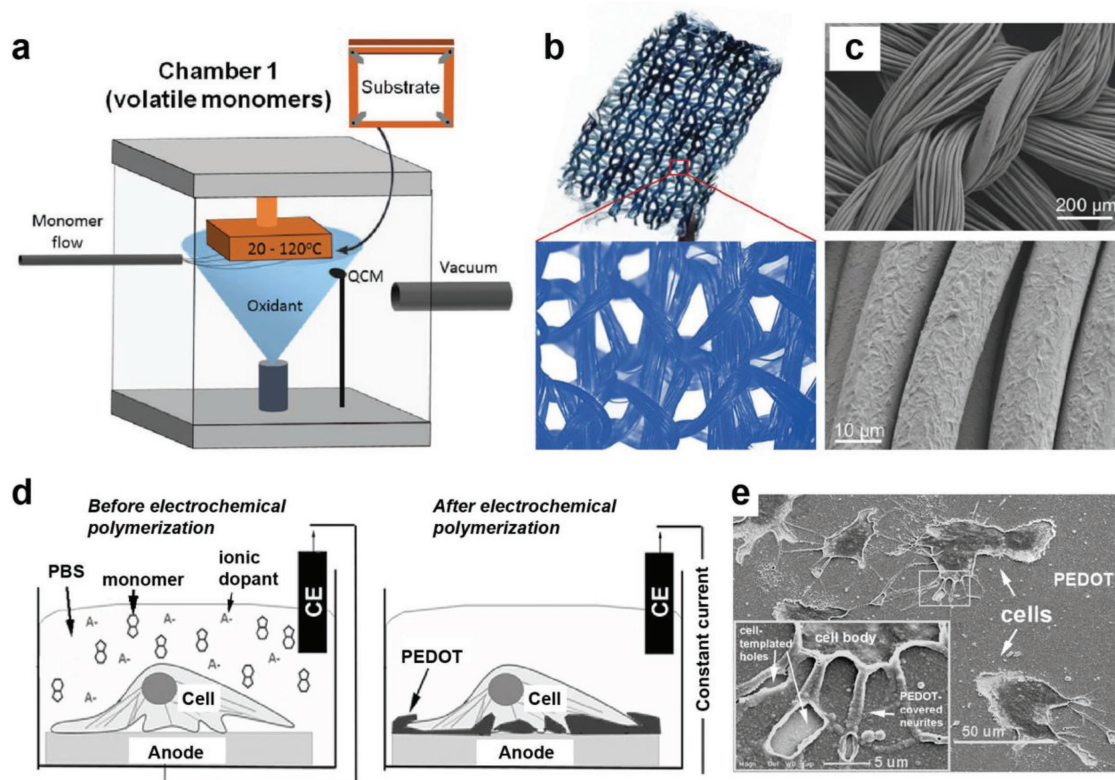 a
Chamber 1
(volatile monomers)
Substrate
Monomer
flow
20 - 120°C
QCM
Oxidant
Vacuum
b
c
200 µm
10 µm
d
Before electrochemical
polymerization
PBS
monomer
ionic
dopant
A-
A-
A-
A-
A-
A-
CE
Cell
Anode
After electrochemical
polymerization
CE
PEDOT
Cell
Anode
Constant current
e
PEDOT
cells
cell-
templated
holes
cell body
PEDOT-
covered
neurites
5 µm
50 um